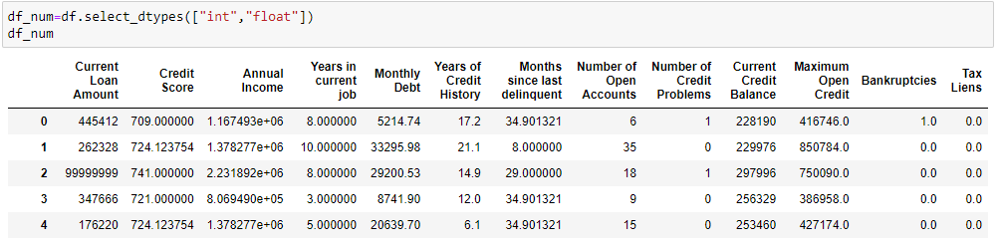 df_num=df.select_dtypes(["int","float"])
df_num
Current Loan Amount Credit Score Annual Income Years in current job Monthly Debt Years of Credit History Months since last delinquent Number of Open Accounts Number of Credit Problems Current Credit Balance Maximum Open Credit Bankruptcies Tax Liens
0 445412 709.000000 1.167493e+06 8.000000 5214.74 17.2 34.901321 6 1 228190 416746.0 1.0 0.0
1 262328 724.123754 1.378277e+06 10.000000 33295.98 21.1 8.000000 35 0 229976 850784.0 0.0 0.0
2 99999999 741.000000 2.231892e+06 8.000000 29200.53 14.9 29.000000 18 1 297996 750090.0 0.0 0.0
3 347666 721.000000 8.069490e+05 3.000000 8741.90 12.0 34.901321 9 0 256329 386958.0 0.0 0.0
4 176220 724.123754 1.378277e+06 5.000000 20639.70 6.1 34.901321 15 0 253460 427174.0 0.0 0.0